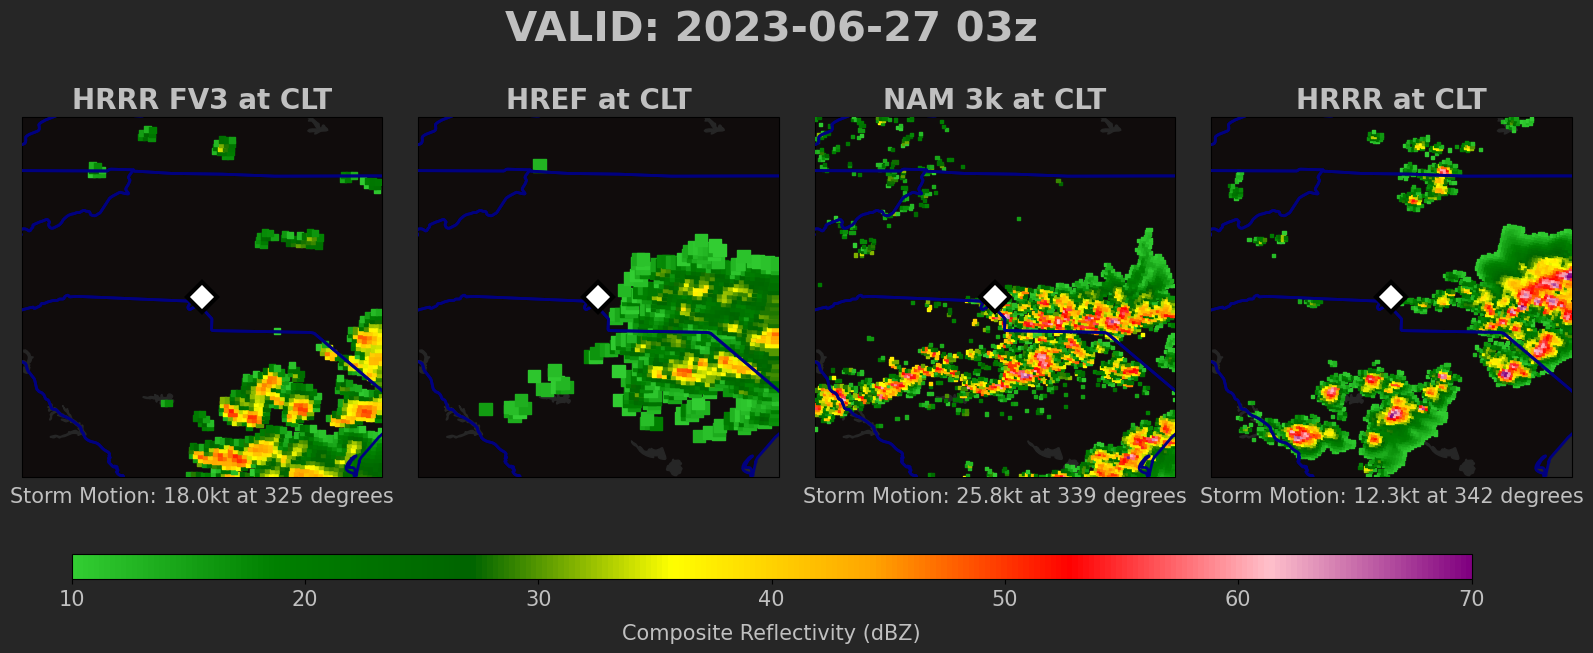 VALID: 2023-06-27 03z
HRRR FV3 at CLT
HREF at CLT
NAM 3k at CLT
HRRR at CLT
Storm Motion: 18.0kt at 325 degrees
Storm Motion: 25.8kt at 339 degrees
Storm Motion: 12.3kt at 342 degrees
10 20 30 40 50 60 70
Composite Reflectivity (dBZ)